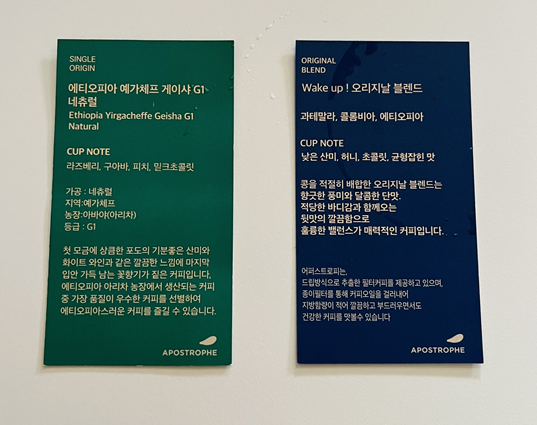 SINGLE
ORIGIN
에티오피아 예가체프 게이샤 G1
네츄럴
Ethiopia Yirgacheffe Geisha G1
Natural
CUP NOTE
라즈베리, 구아바, 피치, 밀크초콜릿
가공 : 네츄럴
지역:예가체프
농장:아바야(아리차)
등급 : G1
첫 모금에 상큼한 포도의 기분좋은 산미와
화이트 와인과 같은 깔끔한 느낌에 마지막
입안 가득 남는 꽃향기가 짙은 커피입니다.
에티오피아 아리차 농장에서 생산되는 커피
중 가장 품질이 우수한 커피를 선별하여
에티오피아스러운 커피를 즐길 수 있습니다.
APOSTROPHE
ORIGINAL
BLEND
Wake up ! 오리지날 블렌드
과테말라, 콜롬비아, 에티오피아
CUP NOTE
낮은 산미, 허니, 초콜릿, 균형잡힌 맛
콩을 적절히 배합한 오리지날 블렌드는
향긋한 풍미와 달콤한 단맛.
적당한 바디감과 함께오는
뒷맛의 깔끔함으로
훌륭한 밸런스가 매력적인 커피입니다.
어퍼스트로피는,
드립방식으로 추출한 필터커피를 제공하고 있으며,
종이필터를 통해 커피오일을 걸러내어
지방함량이 적어 깔끔하고 부드러우면서도
건강한 커피를 맛볼수 있습니다
APOSTROPHE